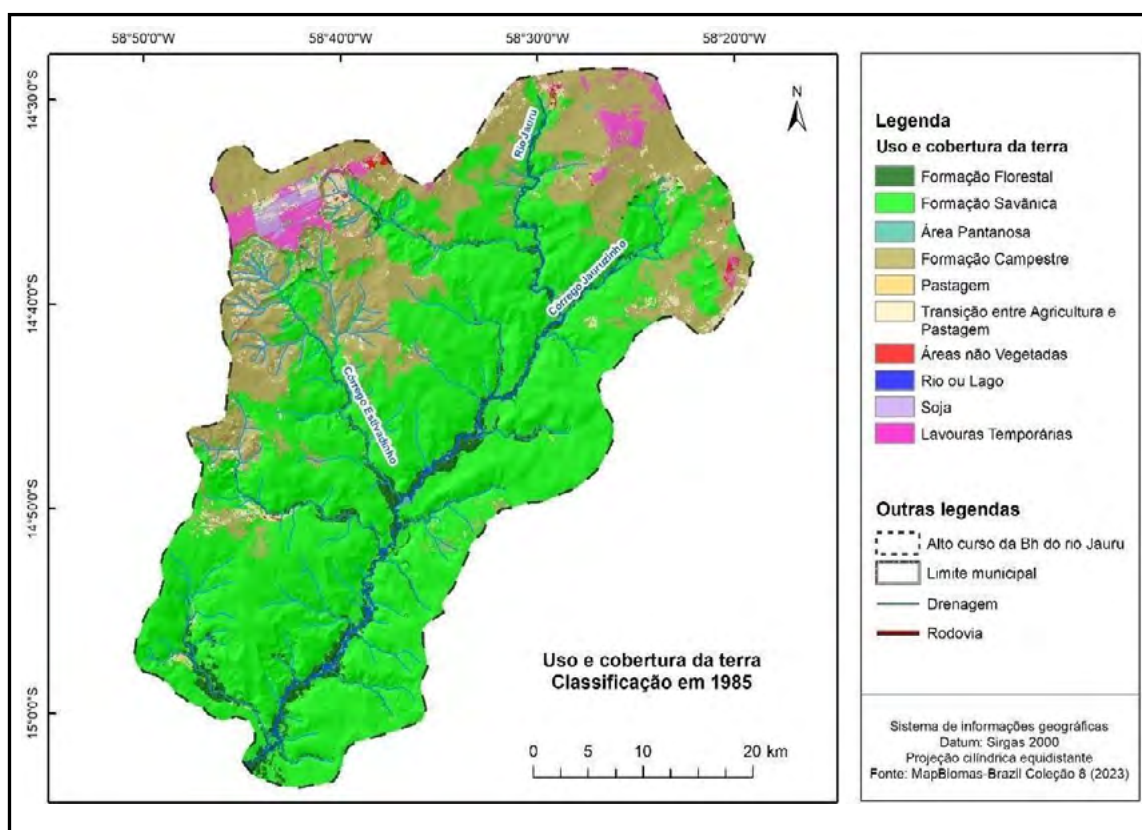 58°50'0"W
58°40'0"W
58°30'0"W
58°20'0"W
14°30'0"S
14°40'0"S
14°50'0"S
15°0'0"S
N
Rio Jauru
Córrego Jauruzinho
Córrego Estivadinho
Uso e cobertura da terra
Classificação em 1985
0 5 10 20 km
Legenda
Uso e cobertura da terra
Formação Florestal
Formação Savânica
Área Pantanosa
Formação Campestre
Pastagem
Transição entre Agricultura e
Pastagem
Áreas não Vegetadas
Rio ou Lago
Soja
Lavouras Temporárias
Outras legendas
Alto curso da Bh do rio Jauru
Limite municipal
Drenagem
Rodovia
Sistema de informações geográficas
Datum: Sirgas 2000
Projeção cilíndrica equidistante
Fonte: MapBiomas-Brazil Coleção 8 (2023)